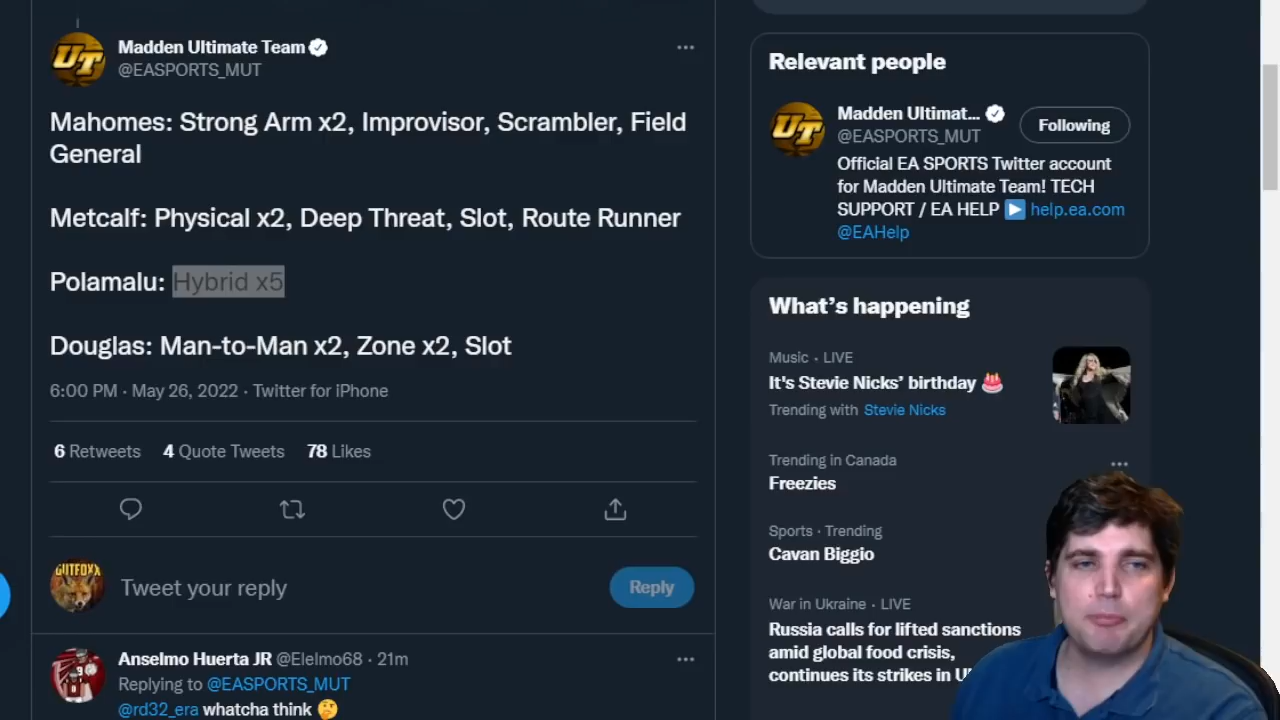 Madden Ultimate Team
@EASPORTS_MUT
Mahomes: Strong Arm x2, Improvisor, Scrambler, Field
General
Metcalf: Physical x2, Deep Threat, Slot, Route Runner
Polamalu: Hybrid x5
Douglas: Man-to-Man x2, Zone x2, Slot
6:00 PM · May 26, 2022 · Twitter for iPhone
6 Retweets 4 Quote Tweets 78 Likes
GUTFOXX
Tweet your reply
Reply
Anselmo Huerta JR @Elelmo68 · 21m
Replying to @EASPORTS_MUT
@rd32_era whatcha think 🤔
Relevant people
Madden Ultimat...
@EASPORTS_MUT
Following
Official EA SPORTS Twitter account
for Madden Ultimate Team! TECH
SUPPORT / EA HELP ▶️ help.ea.com
@EAHelp
What's happening
Music · LIVE
It's Stevie Nicks' birthday 🎂
Trending with Stevie Nicks
Trending in Canada
Freezies
Sports · Trending
Cavan Biggio
War in Ukraine · LIVE
Russia calls for lifted sanctions
amid global food crisis,
continues its strikes in